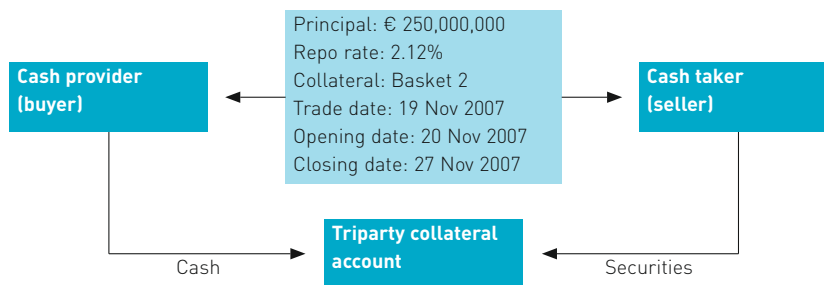 Principal: € 250,000,000
Repo rate: 2.12%
Collateral: Basket 2
Trade date: 19 Nov 2007
Opening date: 20 Nov 2007
Closing date: 27 Nov 2007
Cash provider
(buyer)
Cash taker
(seller)
Triparty collateral
account
Cash
Securities